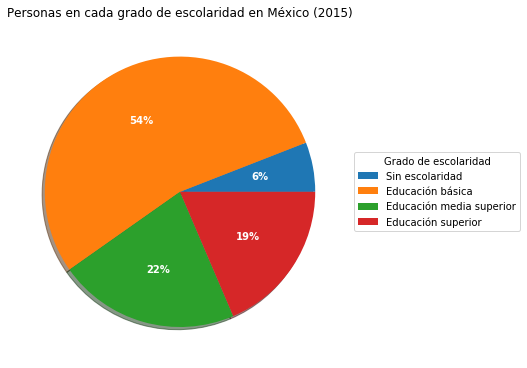 Personas en cada grado de escolaridad en México (2015)
54%
6%
19%
22%
Grado de escolaridad
Sin escolaridad
Educación básica
Educación media superior
Educación superior